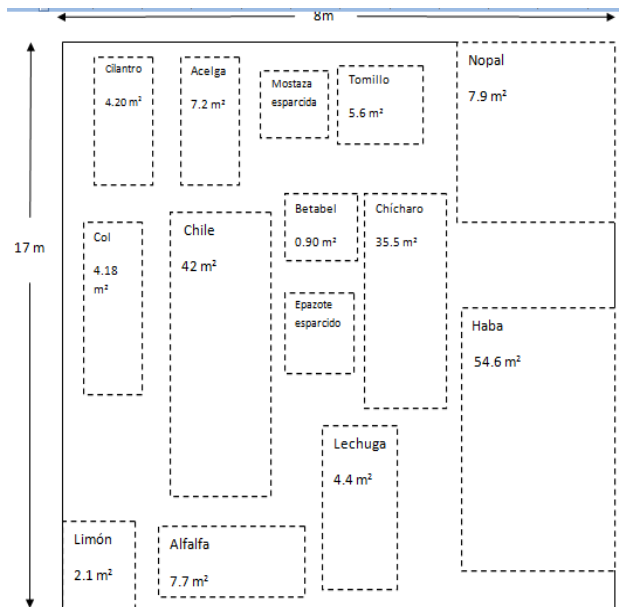 8m
Cilantro
4.20 m²
Acelga
7.2 m²
Mostaza
esparcida
Tomillo
5.6 m²
Nopal
7.9 m²
17 m
Col
4.18
m²
Chile
42 m²
Betabel
0.90 m²
Chícharo
35.5 m²
Epazote
esparcido
Haba
54.6 m²
Lechuga
4.4 m²
Limón
2.1 m²
Alfalfa
7.7 m²